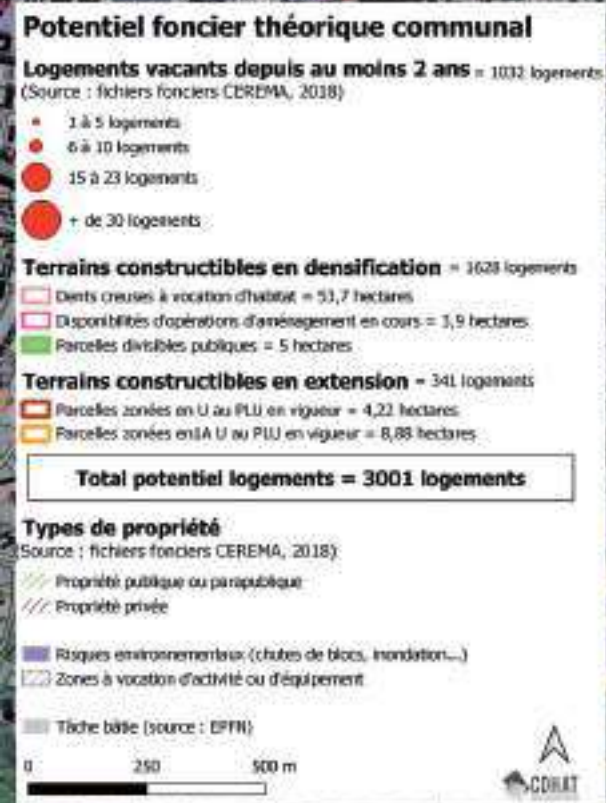 Potentiel foncier théorique communal
Logements vacants depuis au moins 2 ans = 1032 logements
(Source : fichiers fonciers CEREMA, 2018)
1 à 5 logements
6 à 10 logements
15 à 23 logements
+ de 30 logements
Terrains constructibles en densification = 1628 logements
Dents creuses à vocation d'habitat = 53,7 hectares
Disponibilités d'opérations d'aménagement en cours = 3,9 hectares
Parcelles divisibles publiques = 5 hectares
Terrains constructibles en extension = 341 logements
Parcelles zonées en U au PLU en vigueur = 4,22 hectares
Parcelles zonées en1A U au PLU en vigueur = 8,88 hectares
Total potentiel logements = 3001 logements
Types de propriété
(Source : fichiers fonciers CEREMA, 2018)
Propriété publique ou parapublique
Propriété privée
Risques environnementaux (chutes de blocs, inondation...)
Zones à vocation d'activité ou d'équipement
Tâche bâtie (source : EPFN)
0 250 500 m
CDHAT